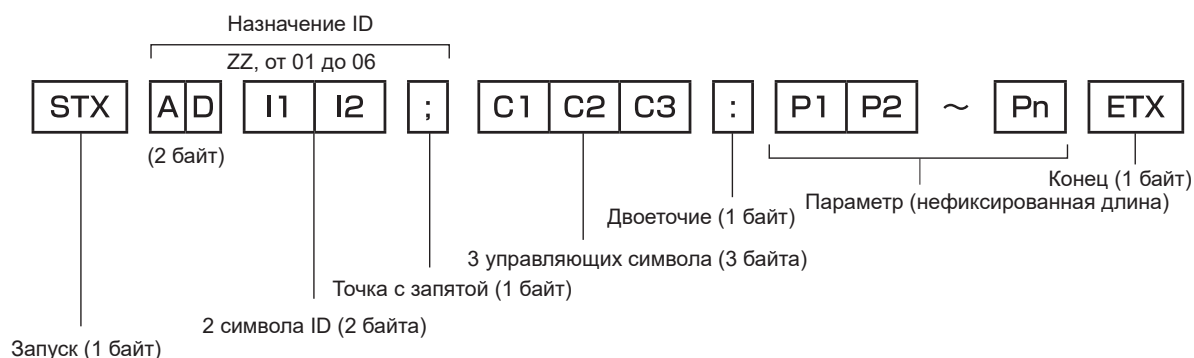 Назначение ID
ZZ, от 01 до 06
STX A D I1 I2 ; C1 C2 C3 : P1 P2 ~ Pn ETX
(2 байт)
Конец (1 байт)
Параметр (нефиксированная длина)
Двоеточие (1 байт)
3 управляющих символа (3 байта)
Точка с запятой (1 байт)
2 символа ID (2 байта)
Запуск (1 байт)